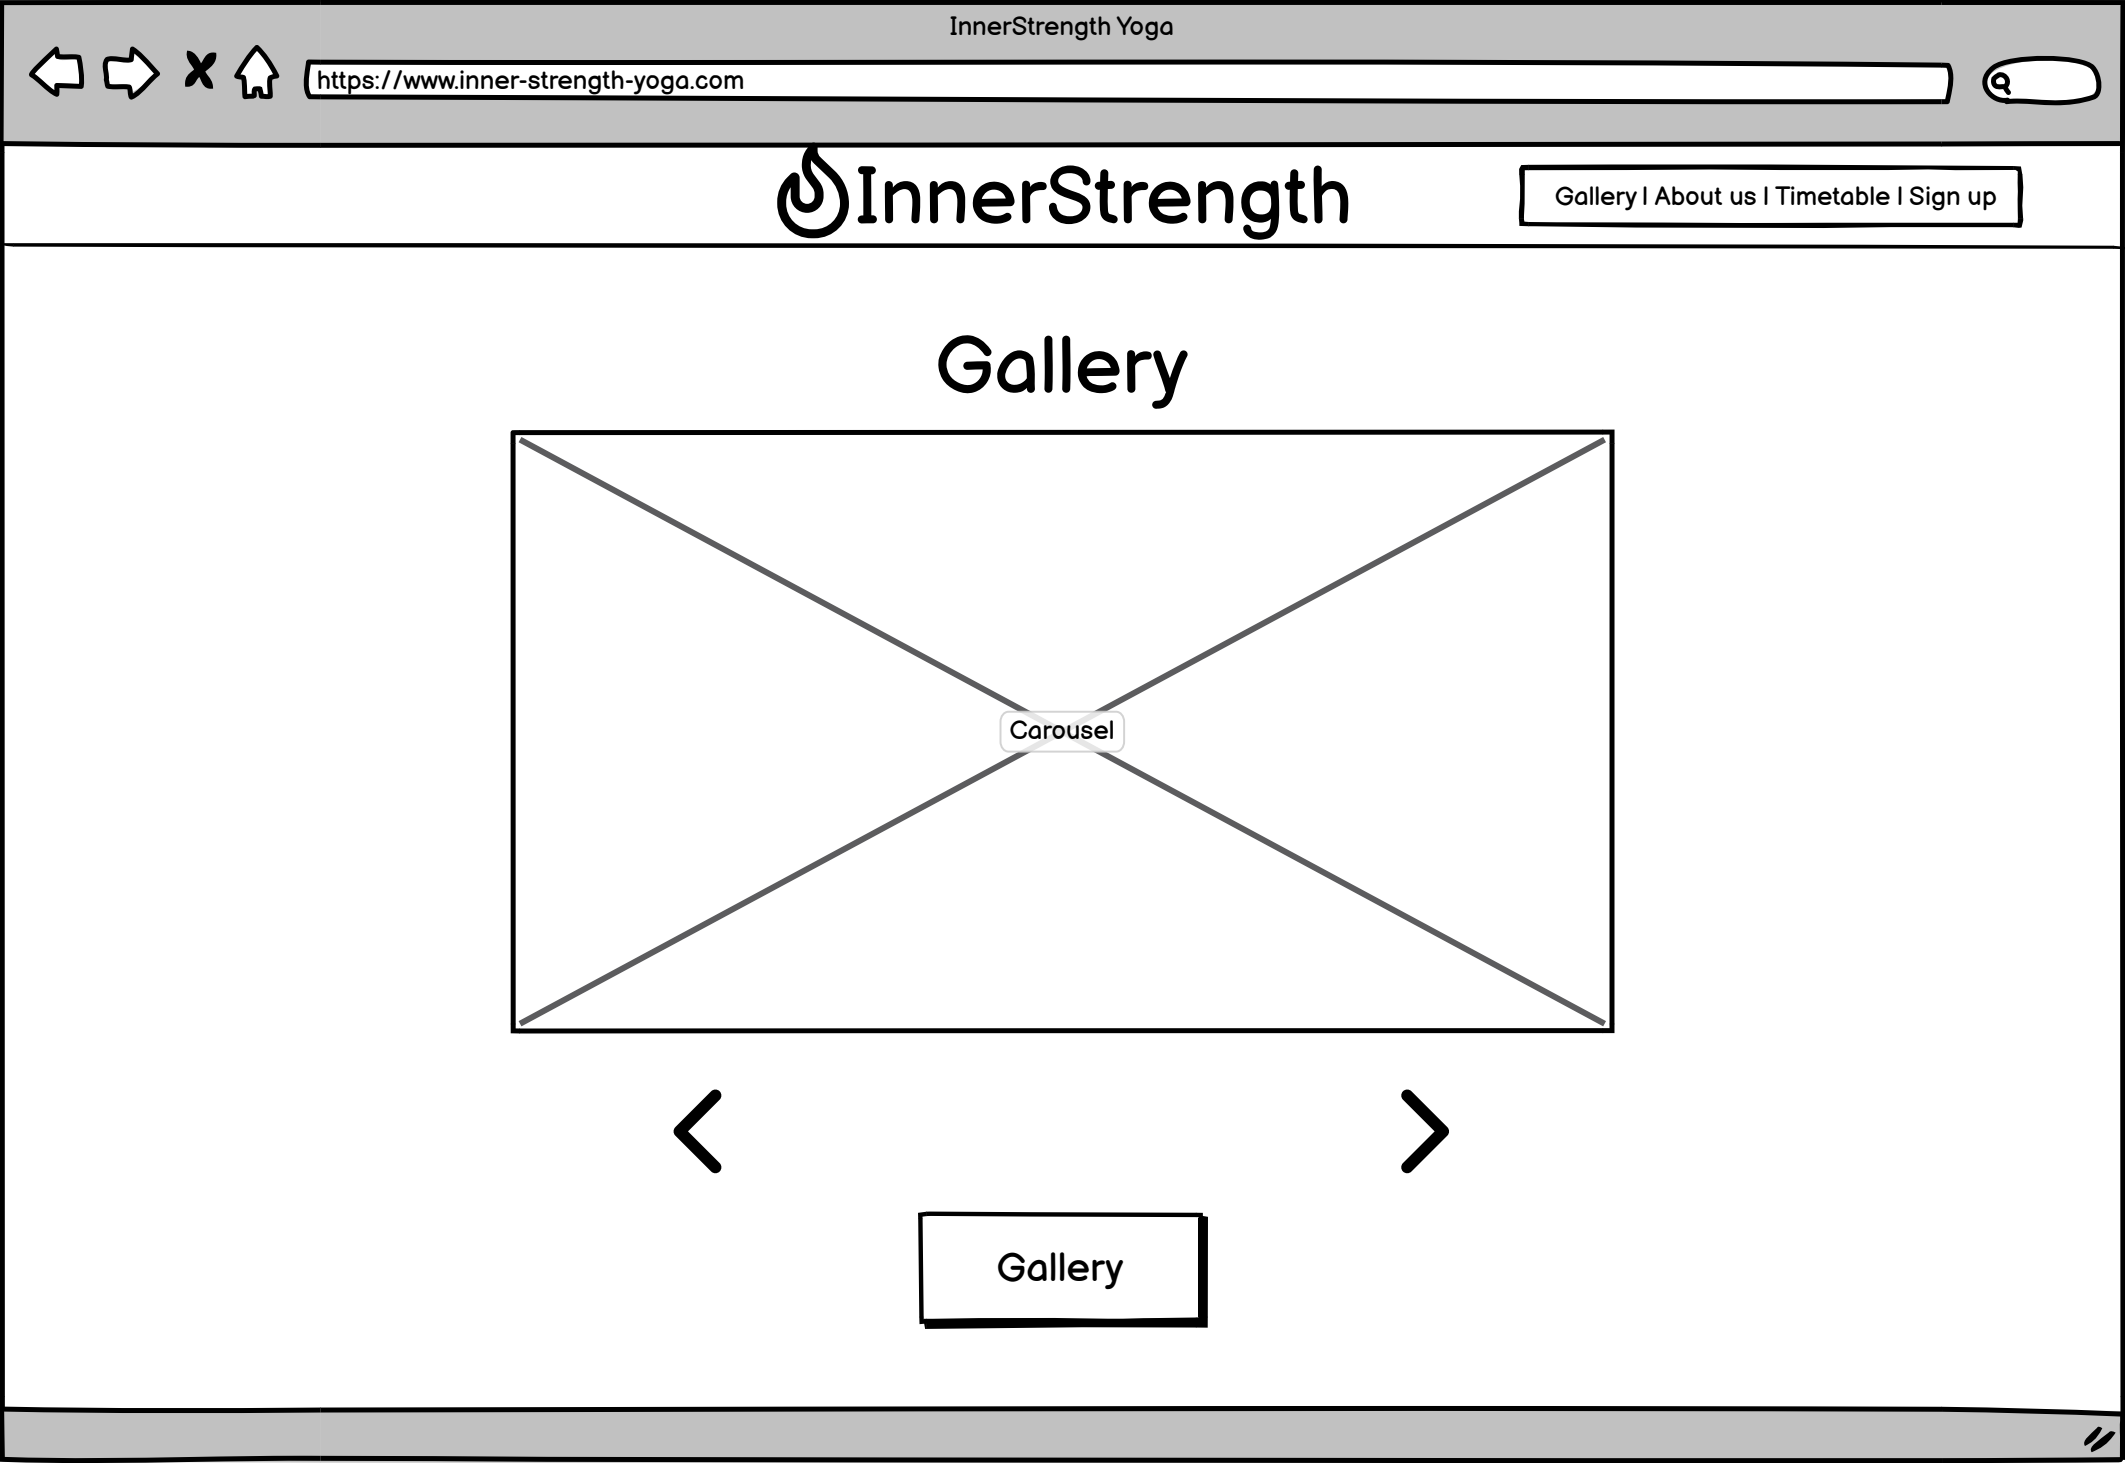 InnerStrength Yoga
https://www.inner-strength-yoga.com
InnerStrength
Gallery | About us | Timetable | Sign up
Gallery
Carousel
Gallery